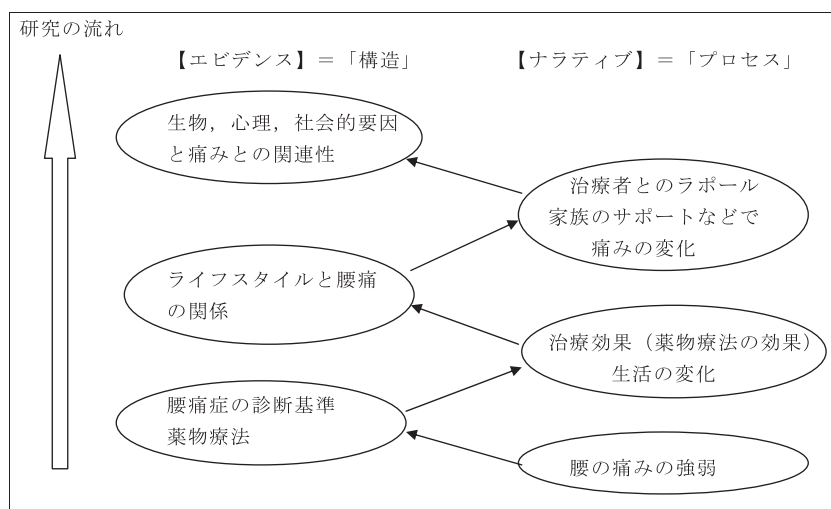 研究の流れ
【エビデンス】＝「構造」
【ナラティブ】＝「プロセス」
生物，心理，社会的要因
と痛みとの関連性
治療者とのラポール
家族のサポートなどで
痛みの変化
ライフスタイルと腰痛
の関係
治療効果（薬物療法の効果）
生活の変化
腰痛症の診断基準
薬物療法
腰の痛みの強弱